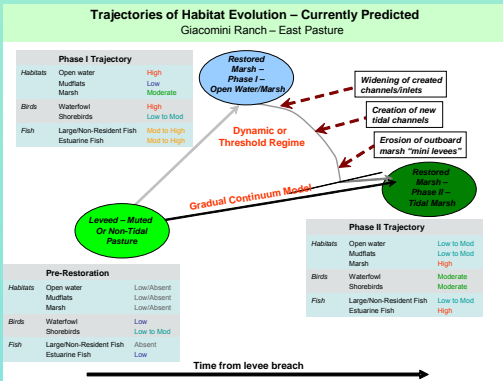 Trajectories of Habitat Evolution – Currently Predicted
Giacomini Ranch – East Pasture
Phase I Trajectory
Habitats Open water High
Mudflats Low
Marsh Moderate
Birds Waterfowl High
Shorebirds Low to Mod
Fish Large/Non-Resident Fish Mod to High
Estuarine Fish Mod to High
Restored
Marsh –
Phase I –
Open Water/Marsh
Widening of created
channels/inlets
Creation of new
tidal channels
Erosion of outboard
marsh “mini levees”
Dynamic or
Threshold Regime
Gradual Continuum Model
Restored
Marsh –
Phase II –
Tidal Marsh
Leveed – Muted
Or Non-Tidal
Pasture
Phase II Trajectory
Habitats Open water Low to Mod
Mudflats Low to Mod
Marsh High
Birds Waterfowl Moderate
Shorebirds Moderate
Fish Large/Non-Resident Fish Low to Mod
Estuarine Fish High
Pre-Restoration
Habitats Open water Low/Absent
Mudflats Low/Absent
Marsh Low/Absent
Birds Waterfowl Low
Shorebirds Low to Mod
Fish Large/Non-Resident Fish Absent
Estuarine Fish Low
Time from levee breach